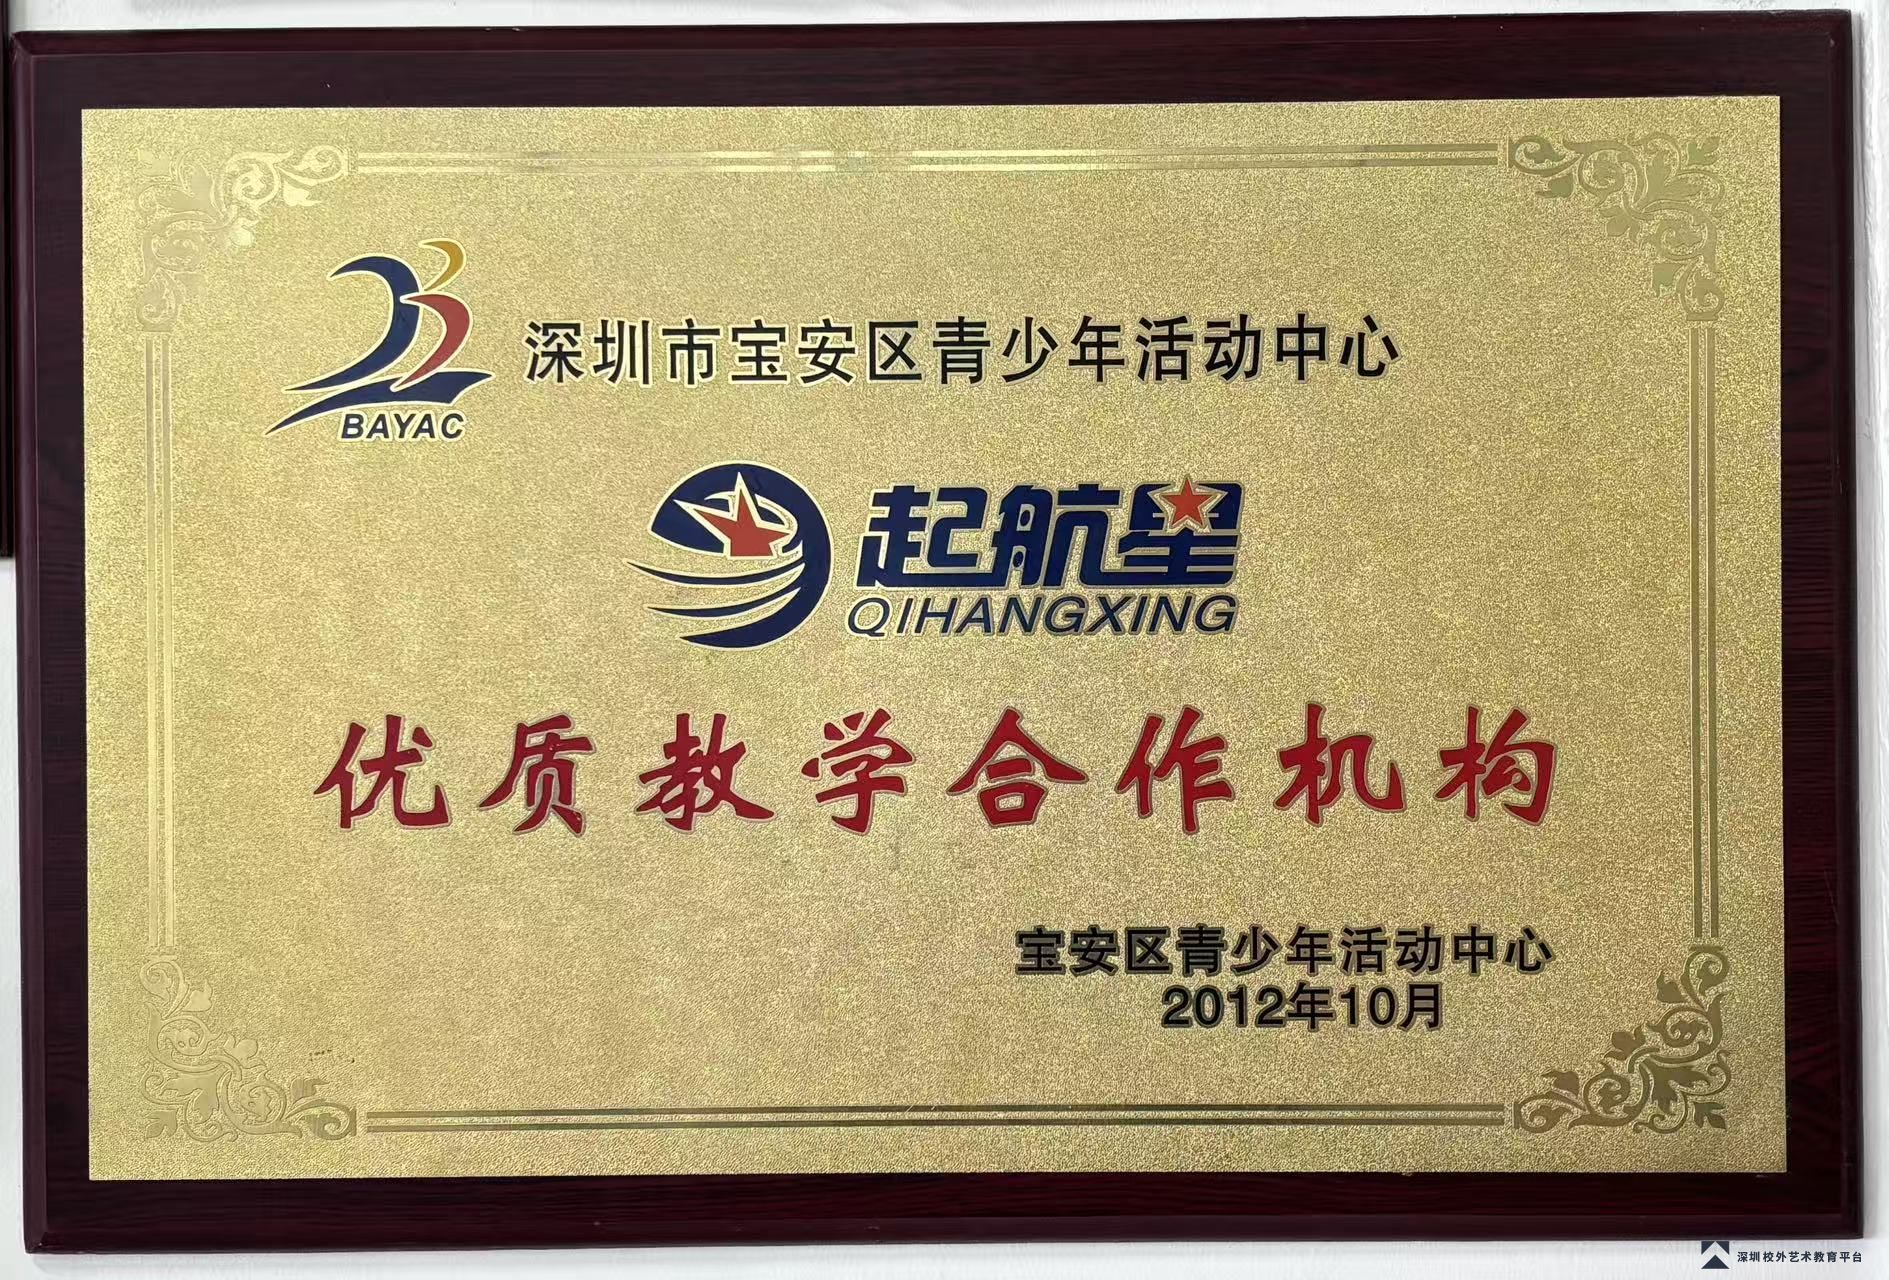 深圳市宝安区青少年活动中心
BAYAC
起航星
QIHANGXING
优质教学合作机构
宝安区青少年活动中心
2012年10月
深圳校外艺术教育平台